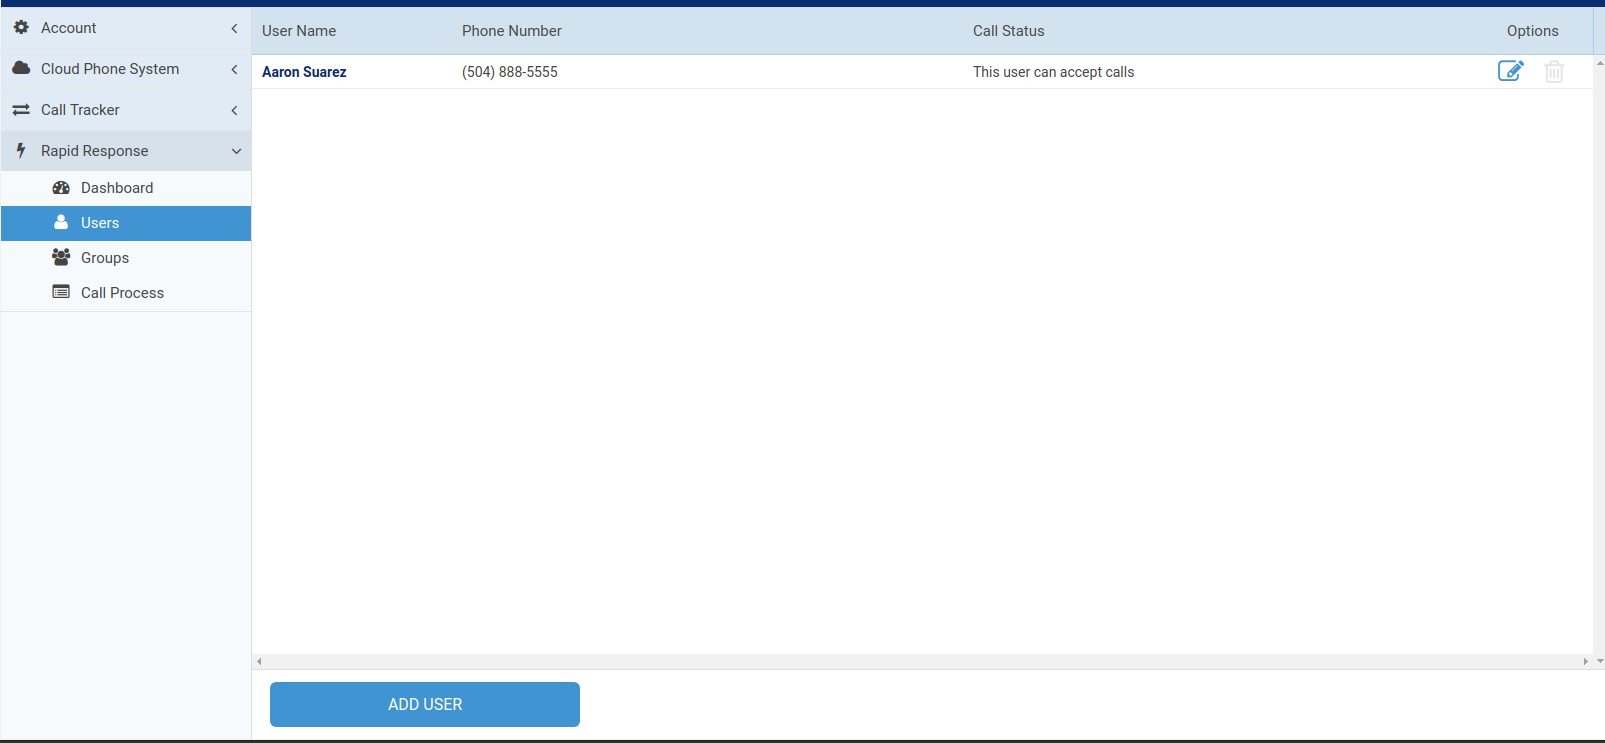 Account
Cloud Phone System
Call Tracker
Rapid Response
Dashboard
Users
Groups
Call Process
User Name Phone Number Call Status Options
Aaron Suarez (504) 888-5555 This user can accept calls
ADD USER